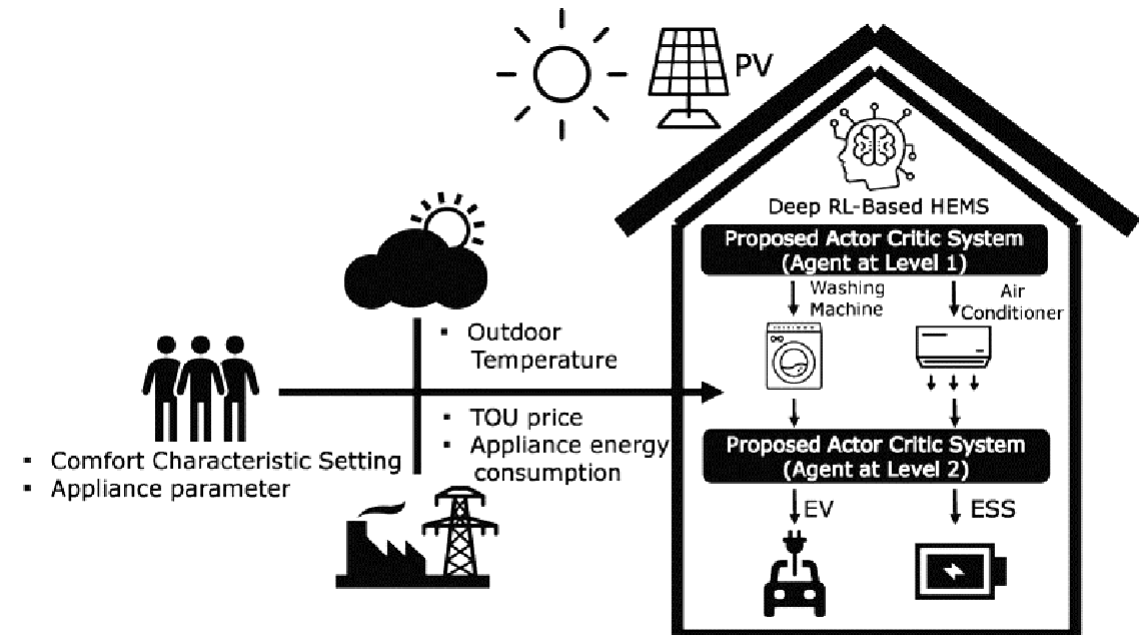 PV
Deep RL-Based HEMS
Proposed Actor Critic System
(Agent at Level 1)
Washing
Machine
Air
Conditioner
▪ Outdoor
Temperature
▪ TOU price
▪ Appliance energy
consumption
▪ Comfort Characteristic Setting
▪ Appliance parameter
Proposed Actor Critic System
(Agent at Level 2)
EV
ESS